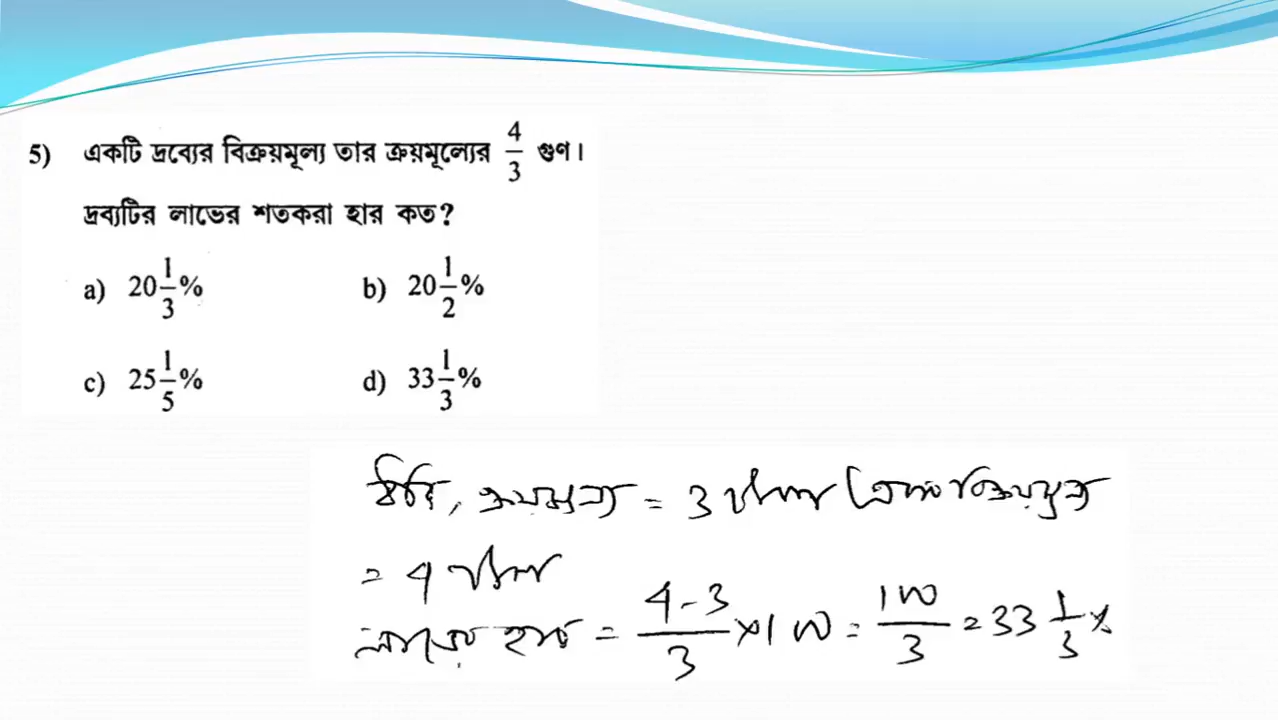 5) একটি দ্রব্যের বিক্রয়মূল্য তার ক্রয়মূল্যের 4/3 গুণ।
দ্রব্যটির লাভের শতকরা হার কত?
a) 20 1/3% b) 20 1/2%
c) 25 1/5% d) 33 1/3%
ধরি, ক্রয়মূল্য = 3 বিক্রয়মূল্য
= 4
লাভের হার = (4-3)/3 × 100 = 100/3 = 33 1/3 %